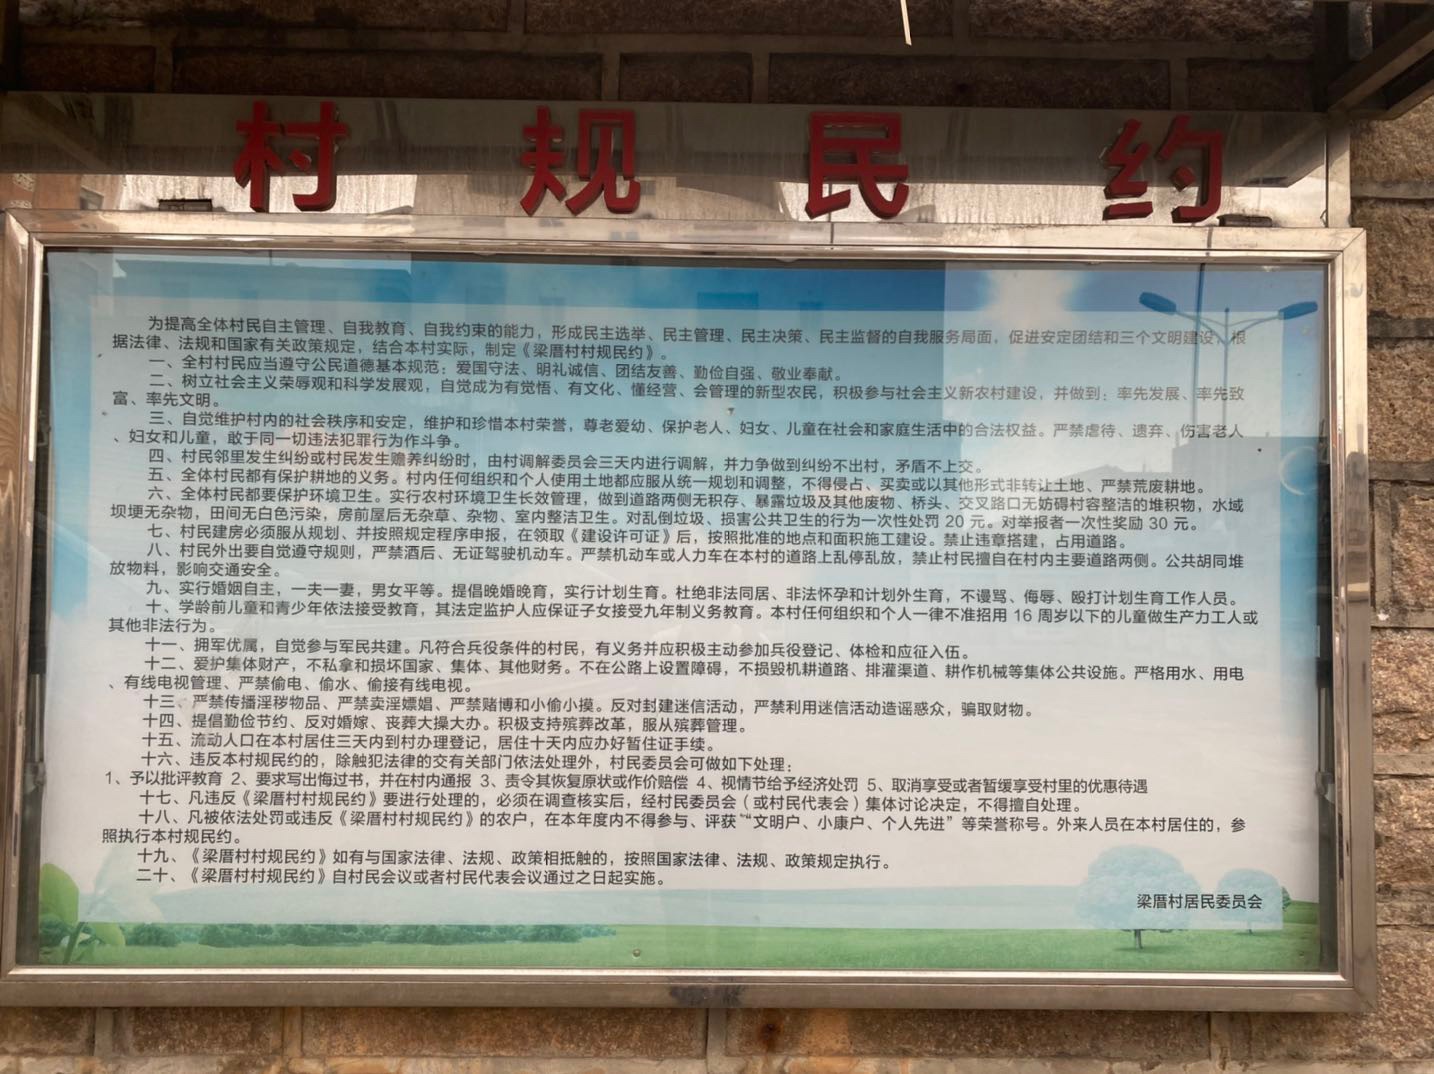 村规民约
为提高全体村民自主管理、自我教育、自我约束的能力，形成民主选举、民主管理、民主决策、民主监督的自我服务局面，促进安定团结和三个文明建设，根
据法律、法规和国家有关政策规定，结合本村实际，制定《梁厝村村规民约》。
一、全村村民应当遵守公民道德基本规范：爱国守法、明礼诚信、团结友善、勤俭自强、敬业奉献。
二、树立社会主义荣辱观和科学发展观，自觉成为有觉悟、有文化、懂经营、会管理的新型农民，积极参与社会主义新农村建设，并做到：率先发展、率先致
富、率先文明。
三、自觉维护村内的社会秩序和安定，维护和珍惜本村荣誉，尊老爱幼、保护老人、妇女、儿童在社会和家庭生活中的合法权益。严禁虐待、遗弃、伤害老人
、妇女和儿童，敢于同一切违法犯罪行为作斗争。
四、村民邻里发生纠纷或村民发生赡养纠纷时，由村调解委员会三天内进行调解，并力争做到纠纷不出村，矛盾不上交。
五、全体村民都有保护耕地的义务。村内任何组织和个人使用土地都应服从统一规划和调整，不得侵占、买卖或以其他形式非转让土地、严禁荒废耕地。
六、全体村民都要保护环境卫生。实行农村环境卫生长效管理，做到道路两侧无积存、暴露垃圾及其他废物、桥头、交叉路口无妨碍村容整洁的堆积物，水域
坝埂无杂物，田间无白色污染，房前屋后无杂草、杂物、室内整洁卫生。对乱倒垃圾、损害公共卫生的行为一次性处罚 20 元。对举报者一次性奖励 30 元。
七、村民建房必须服从规划、并按照规定程序申报，在领取《建设许可证》后，按照批准的地点和面积施工建设。禁止违章搭建，占用道路。
八、村民外出要自觉遵守规则，严禁酒后、无证驾驶机动车。严禁机动车或人力车在本村的道路上乱停乱放，禁止村民擅自在村内主要道路两侧。公共胡同堆
放物料，影响交通安全。
九、实行婚姻自主，一夫一妻，男女平等。提倡晚婚晚育，实行计划生育。杜绝非法同居、非法怀孕和计划外生育，不谩骂、侮辱、殴打计划生育工作人员。
十、学龄前儿童和青少年依法接受教育，其法定监护人应保证子女接受九年制义务教育。本村任何组织和个人一律不准招用 16 周岁以下的儿童做生产力工人或
其他非法行为。
十一、拥军优属，自觉参与军民共建。凡符合兵役条件的村民，有义务并应积极主动参加兵役登记、体检和应征入伍。
十二、爱护集体财产，不私拿和损坏国家、集体、其他财务。不在公路上设置障碍，不损毁机耕道路、排灌渠道、耕作机械等集体公共设施。严格用水、用电
、有线电视管理、严禁偷电、偷水、偷接有线电视。
十三、严禁传播淫秽物品、严禁卖淫嫖娼、严禁赌博和小偷小摸。反对封建迷信活动，严禁利用迷信活动造谣惑众，骗取财物。
十四、提倡勤俭节约、反对婚嫁、丧葬大操大办。积极支持殡葬改革，服从殡葬管理。
十五、流动人口在本村居住三天内到村办理登记，居住十天内应办好暂住证手续。
十六、违反本村规民约的，除触犯法律的交有关部门依法处理外，村民委员会可做如下处理：
1、予以批评教育 2、要求写出悔过书，并在村内通报 3、责令其恢复原状或作价赔偿 4、视情节给予经济处罚 5、取消享受或者暂缓享受村里的优惠待遇
十七、凡违反《梁厝村村规民约》要进行处理的，必须在调查核实后，经村民委员会（或村民代表会）集体讨论决定，不得擅自处理。
十八、凡被依法处罚或违反《梁厝村村规民约》的农户，在本年度内不得参与、评获“文明户、小康户、个人先进”等荣誉称号。外来人员在本村居住的，参
照执行本村规民约。
十九、《梁厝村村规民约》如有与国家法律、法规、政策相抵触的，按照国家法律、法规、政策规定执行。
二十、《梁厝村村规民约》自村民会议或者村民代表会议通过之日起实施。
梁厝村居民委员会